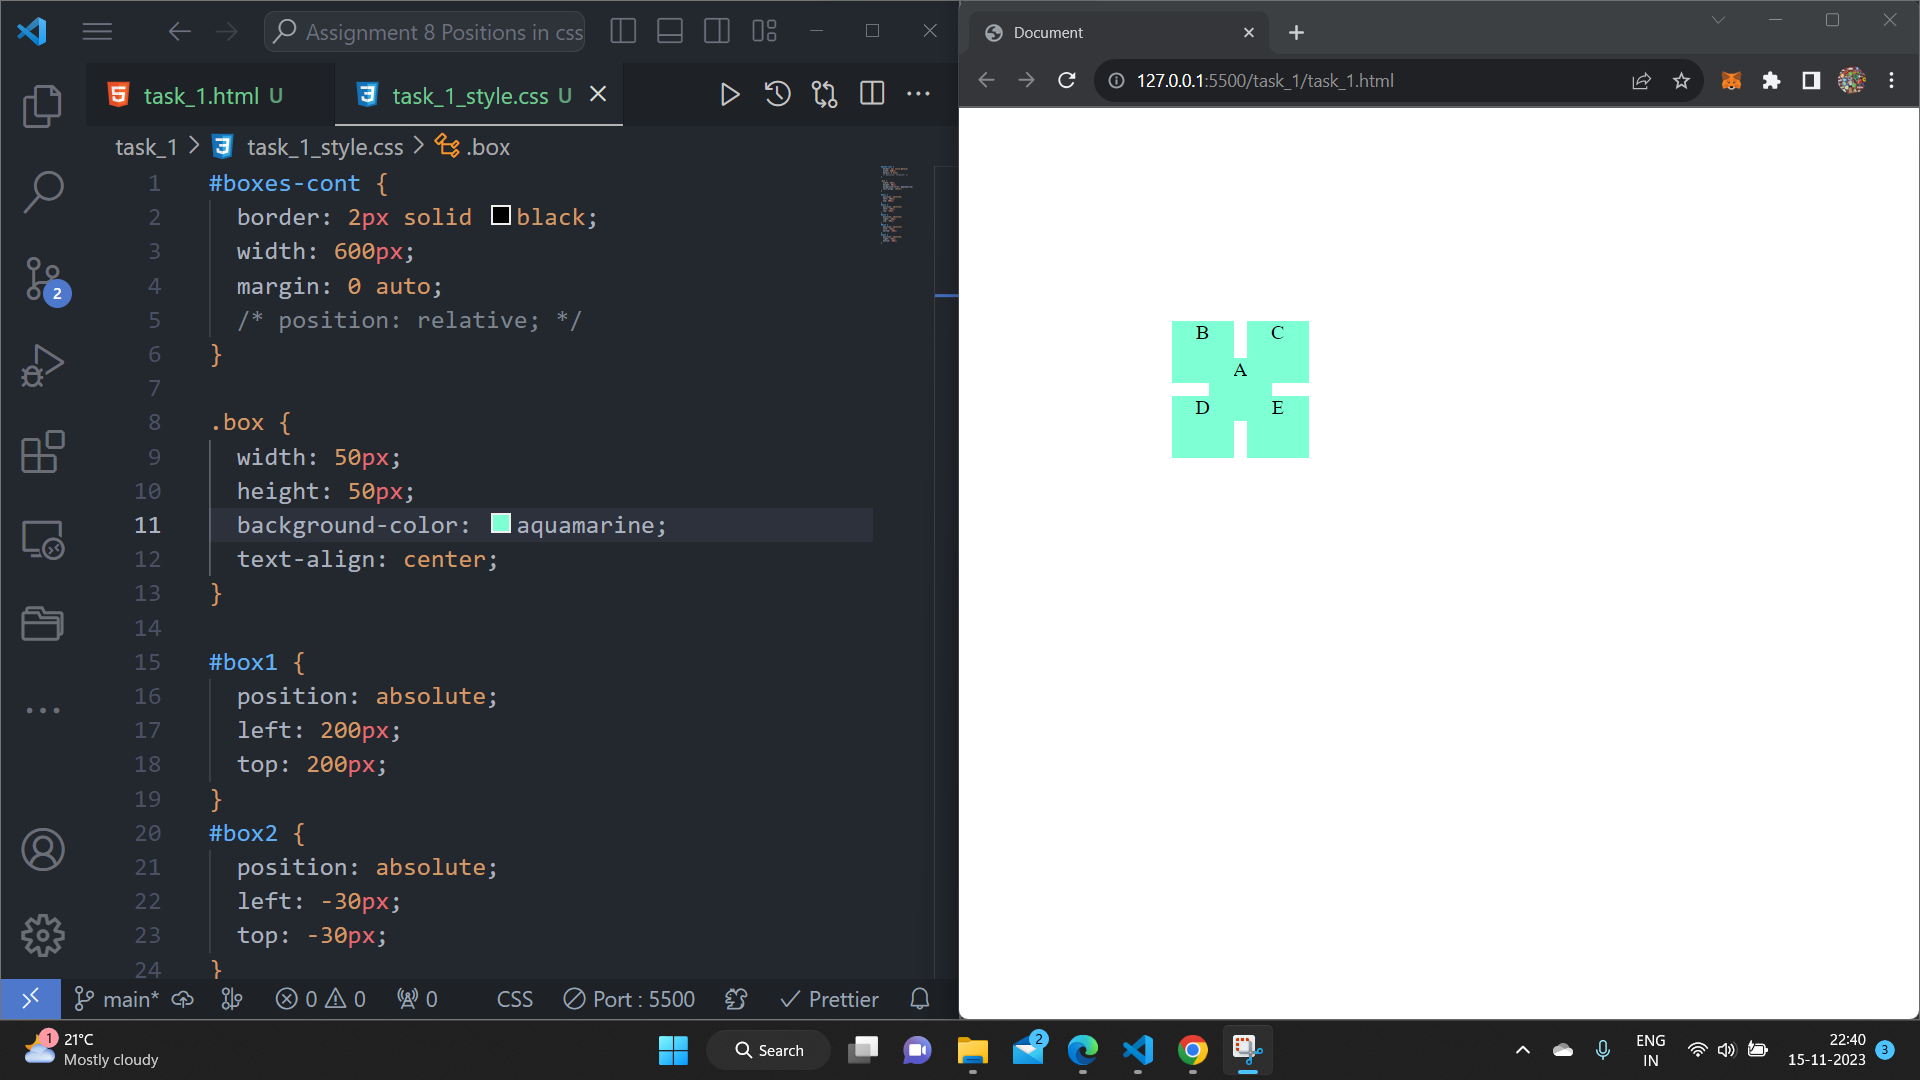 Assignment 8 Positions in css
task_1.html U
task_1_style.css U
task_1 > task_1_style.css > .box
1 #boxes-cont {
2 border: 2px solid black;
3 width: 600px;
4 margin: 0 auto;
5 /* position: relative; */
6 }
7
8 .box {
9 width: 50px;
10 height: 50px;
11 background-color: aquamarine;
12 text-align: center;
13 }
14
15 #box1 {
16 position: absolute;
17 left: 200px;
18 top: 200px;
19 }
20 #box2 {
21 position: absolute;
22 left: -30px;
23 top: -30px;
24 }
2
main* 0 0 0 CSS Port : 5500 Prettier
Document
127.0.0.1:5500/task_1/task_1.html
B C
A
D E
1 21°C
Mostly cloudy
Search
2
ENG
IN
22:40
15-11-2023
3